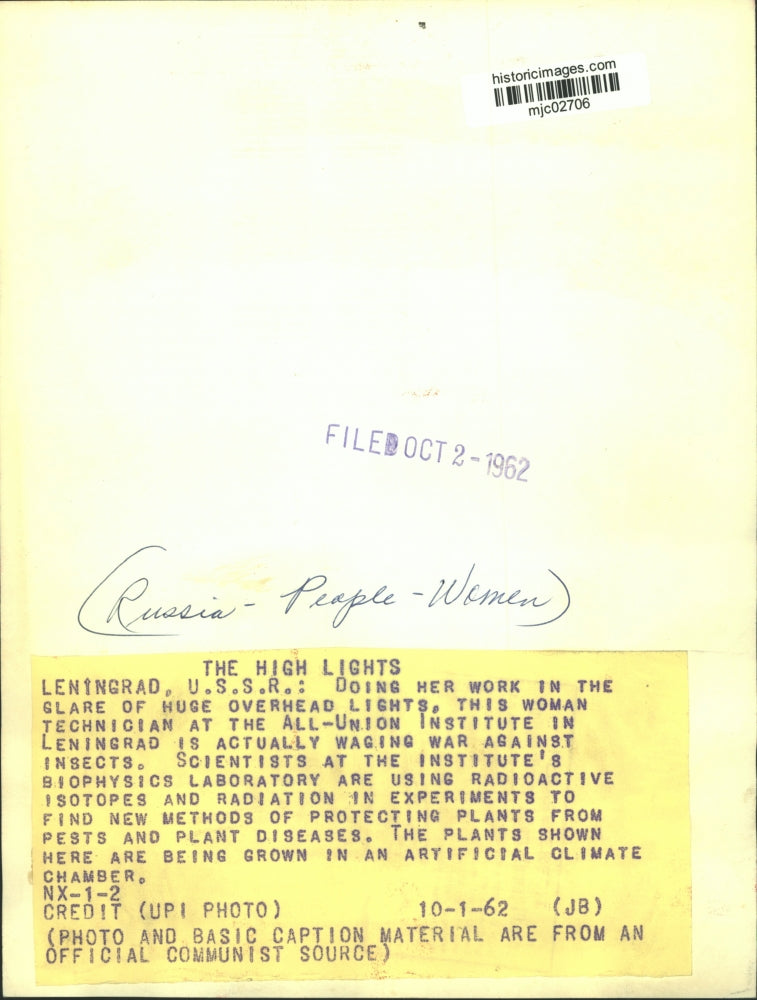 historicimages.com
mjc02706
FILED OCT 2-1962
(Russia - People - Women)
THE HIGH LIGHTS
LENINGRAD, U.S.S.R.: DOING HER WORK IN THE
GLARE OF HUGE OVERHEAD LIGHTS, THIS WOMAN
TECHNICIAN AT THE ALL-UNION INSTITUTE IN
LENINGRAD IS ACTUALLY WAGING WAR AGAINST
INSECTS. SCIENTISTS AT THE INSTITUTE'S
BIOPHYSICS LABORATORY ARE USING RADIOACTIVE
ISOTOPES AND RADIATION IN EXPERIMENTS TO
FIND NEW METHODS OF PROTECTING PLANTS FROM
PESTS AND PLANT DISEASES. THE PLANTS SHOWN
HERE ARE BEING GROWN IN AN ARTIFICIAL CLIMATE
CHAMBER.
NX-1-2
CREDIT (UPI PHOTO) 10-1-62 (JB)
(PHOTO AND BASIC CAPTION MATERIAL ARE FROM AN
OFFICIAL COMMUNIST SOURCE)